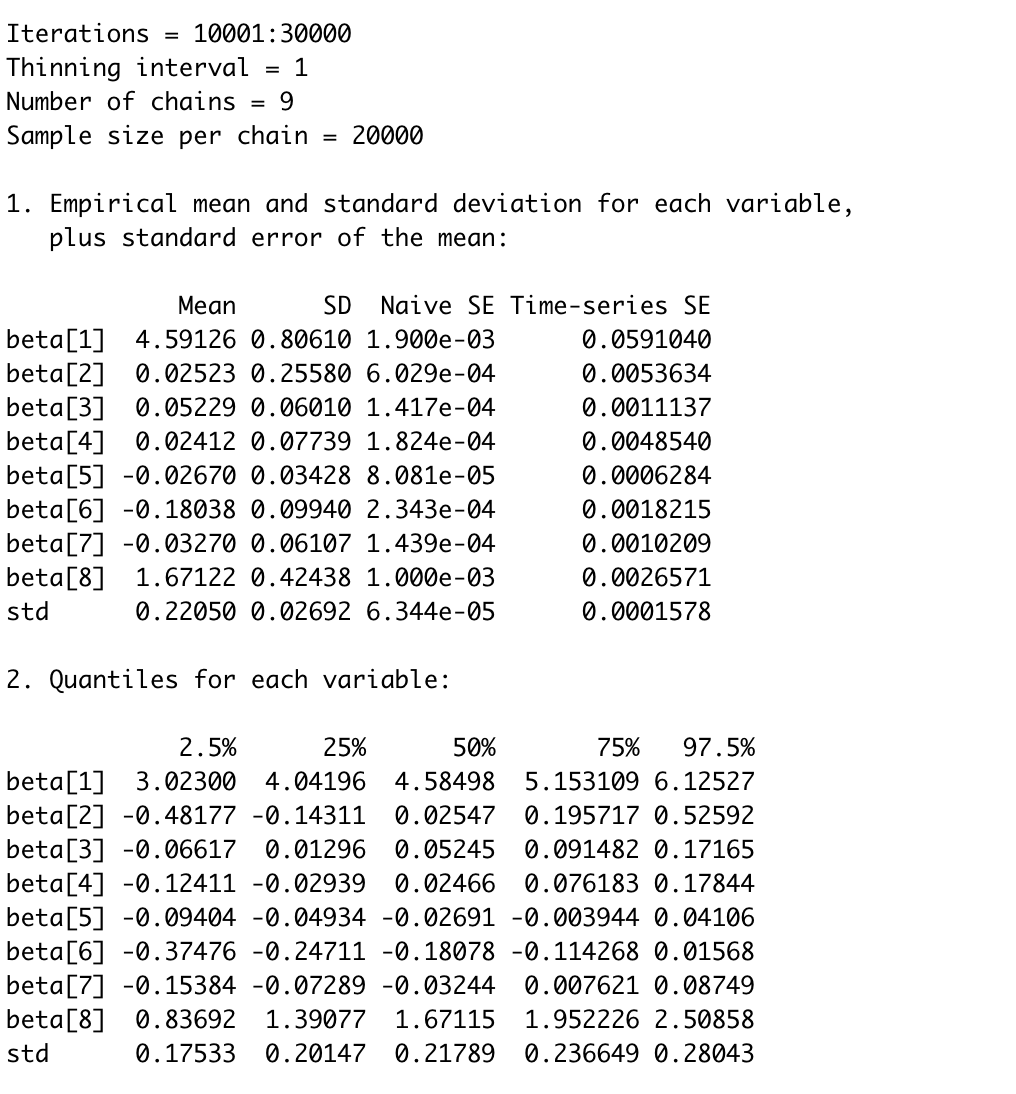 Iterations = 10001:30000
Thinning interval = 1
Number of chains = 9
Sample size per chain = 20000
1. Empirical mean and standard deviation for each variable,
plus standard error of the mean:
Mean SD Naive SE Time-series SE
beta[1] 4.59126 0.80610 1.900e-03 0.0591040
beta[2] 0.02523 0.25580 6.029e-04 0.0053634
beta[3] 0.05229 0.06010 1.417e-04 0.0011137
beta[4] 0.02412 0.07739 1.824e-04 0.0048540
beta[5] -0.02670 0.03428 8.081e-05 0.0006284
beta[6] -0.18038 0.09940 2.343e-04 0.0018215
beta[7] -0.03270 0.06107 1.439e-04 0.0010209
beta[8] 1.67122 0.42438 1.000e-03 0.0026571
std 0.22050 0.02692 6.344e-05 0.0001578
2. Quantiles for each variable:
2.5% 25% 50% 75% 97.5%
beta[1] 3.02300 4.04196 4.58498 5.153109 6.12527
beta[2] -0.48177 -0.14311 0.02547 0.195717 0.52592
beta[3] -0.06617 0.01296 0.05245 0.091482 0.17165
beta[4] -0.12411 -0.02939 0.02466 0.076183 0.17844
beta[5] -0.09404 -0.04934 -0.02691 -0.003944 0.04106
beta[6] -0.37476 -0.24711 -0.18078 -0.114268 0.01568
beta[7] -0.15384 -0.07289 -0.03244 0.007621 0.08749
beta[8] 0.83692 1.39077 1.67115 1.952226 2.50858
std 0.17533 0.20147 0.21789 0.236649 0.28043